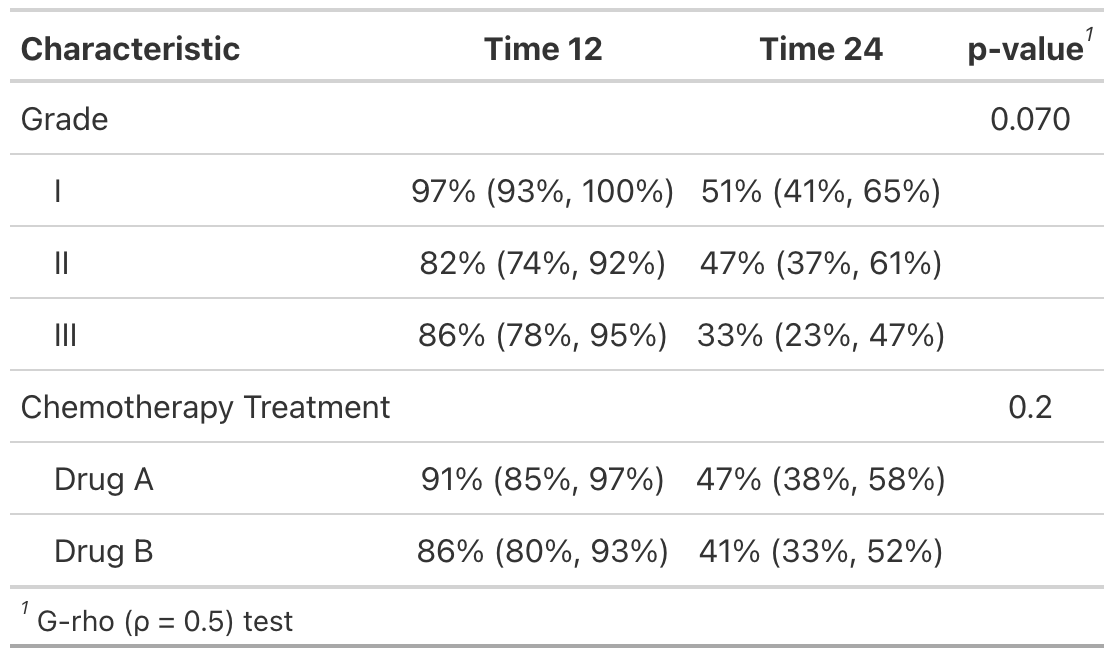 Characteristic Time 12 Time 24 p-value1
Grade 0.070
I 97% (93%, 100%) 51% (41%, 65%)
II 82% (74%, 92%) 47% (37%, 61%)
III 86% (78%, 95%) 33% (23%, 47%)
Chemotherapy Treatment 0.2
Drug A 91% (85%, 97%) 47% (38%, 58%)
Drug B 86% (80%, 93%) 41% (33%, 52%)
1 G-rho (ρ = 0.5) test